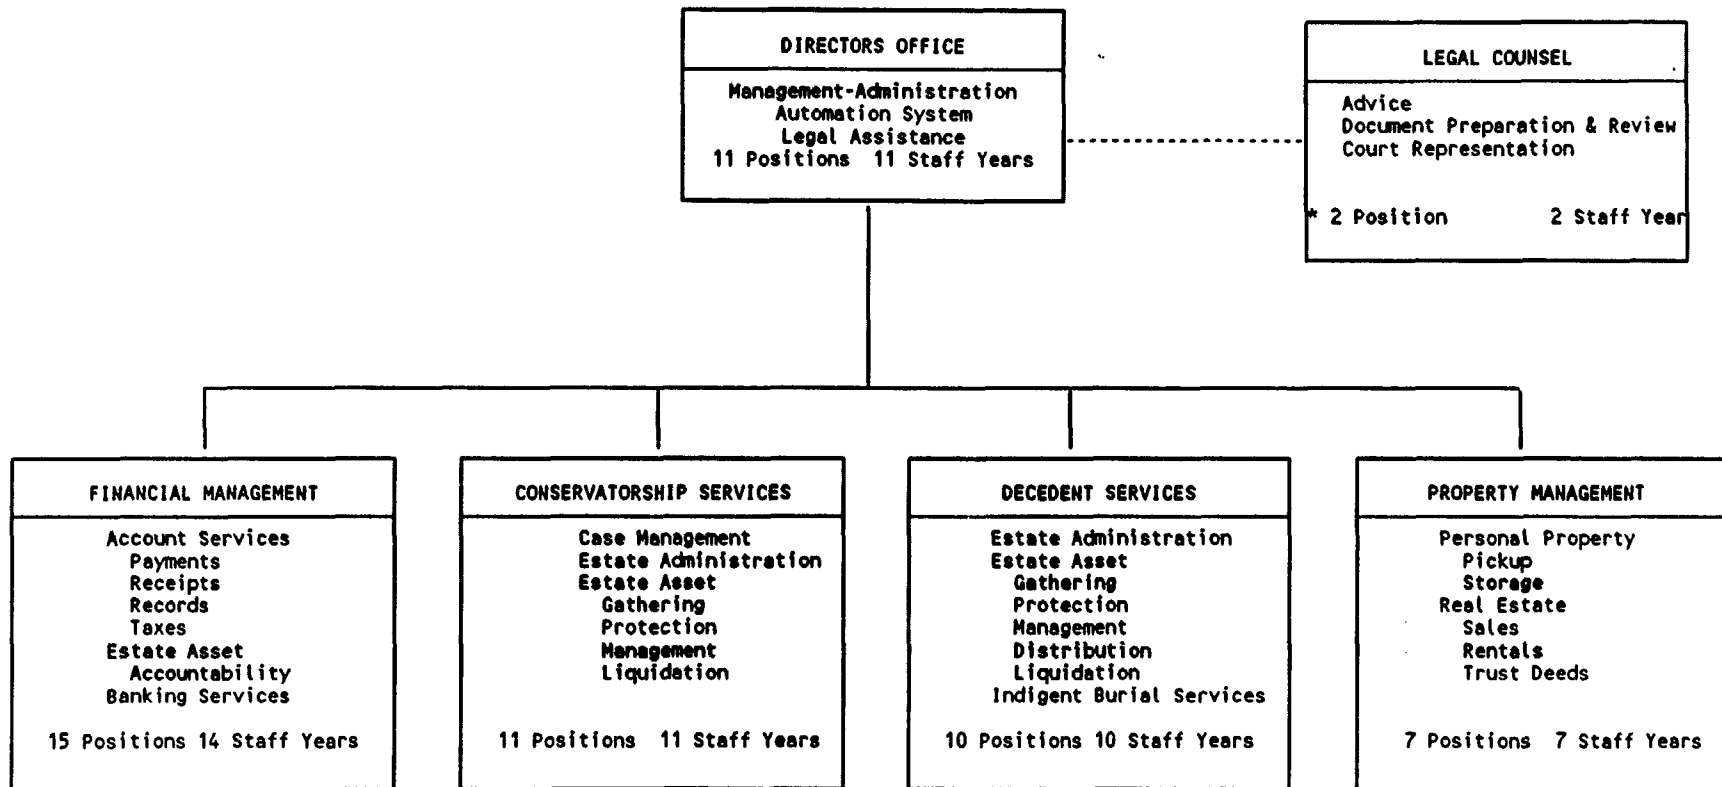 DIRECTORS OFFICE
Management-Administration
Automation System
Legal Assistance
11 Positions 11 Staff Years
LEGAL COUNSEL
Advice
Document Preparation & Review
Court Representation
* 2 Position 2 Staff Year
FINANCIAL MANAGEMENT
Account Services
Payments
Receipts
Records
Taxes
Estate Asset
Accountability
Banking Services
15 Positions 14 Staff Years
CONSERVATORSHIP SERVICES
Case Management
Estate Administration
Estate Asset
Gathering
Protection
Management
Liquidation
11 Positions 11 Staff Years
DECEDENT SERVICES
Estate Administration
Estate Asset
Gathering
Protection
Management
Distribution
Liquidation
Indigent Burial Services
10 Positions 10 Staff Years
PROPERTY MANAGEMENT
Personal Property
Pickup
Storage
Real Estate
Sales
Rentals
Trust Deeds
7 Positions 7 Staff Years